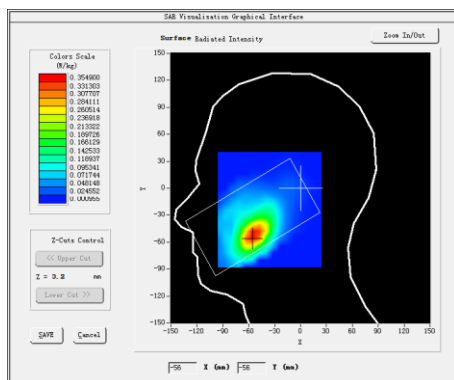 SAR Visualisation Graphical Interface
Surface Radiated Intensity
Zoom In/Out
Colors Scale
(W/kg)
0.354900
0.331303
0.307707
0.284111
0.260514
0.236918
0.213322
0.189726
0.166129
0.142533
0.118937
0.095341
0.071744
0.048148
0.024552
0.000955
Z-Cuts Control
<< Upper Cut
Z = 3.2 mm
Lower Cut >>
SAVE
Cancel
150
120
90
60
30
0
-30
-60
-90
-120
-150
Y
-150 -120 -90 -60 -30 0 30 60 90 120 150
X
-56 X (mm) -56 Y (mm)